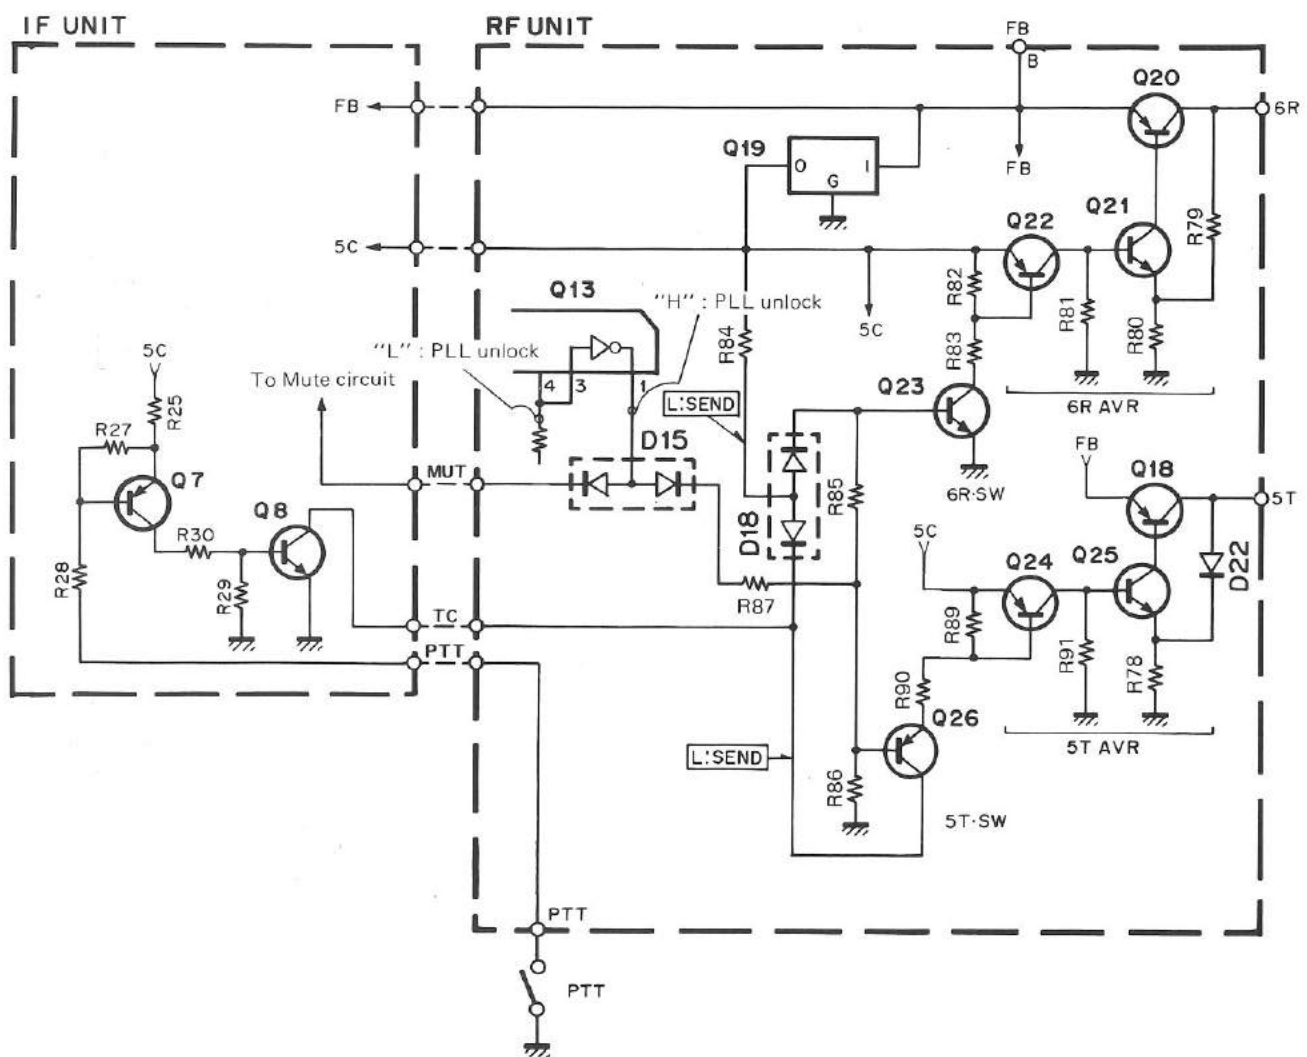 IF UNIT
RF UNIT
FB
B
Q20
FB
6R
Q19
O
I
G
FB
Q22
Q21
R79
5C
Q13
"H" : PLL unlock
R82
R81
R80
5C
R84
"L" : PLL unlock
4
3
1
R83
5C
To Mute circuit
L:SEND
Q23
6R AVR
R25
R27
D15
FB
Q18
Q7
MUT
6R·SW
5T
R85
D18
5C
Q8
R30
Q24
Q25
D22
R28
R29
R87
TC
R89
PTT
R91
R78
R90
Q26
L:SEND
5T AVR
R86
5T·SW
PTT
PTT